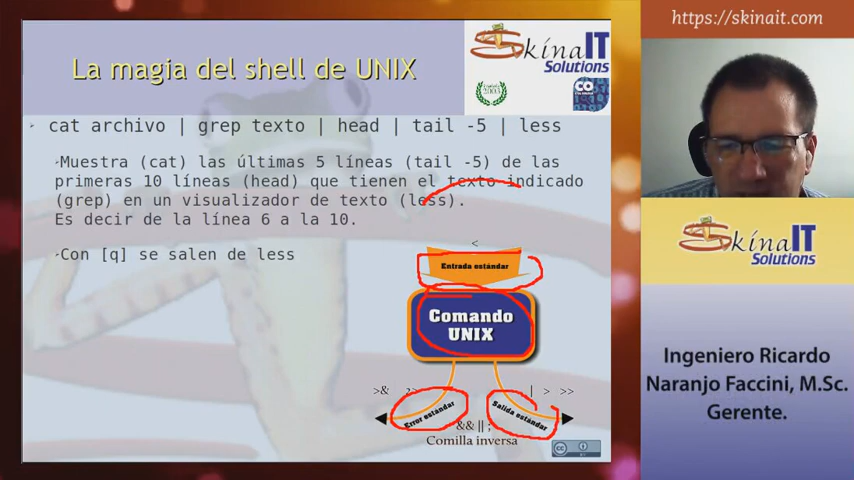 https://skinait.com
La magia del shell de UNIX
SkínaIT
Solutions
cat archivo | grep texto | head | tail -5 | less
Muestra (cat) las últimas 5 líneas (tail -5) de las
primeras 10 líneas (head) que tienen el texto indicado
(grep) en un visualizador de texto (less).
Es decir de la línea 6 a la 10.
Con [q] se salen de less
<
Entrada estándar
Comando
UNIX
>& 2> | > >>
Error estándar
Salida estándar
&& || ;
Comilla inversa
SkínaIT
Solutions
Ingeniero Ricardo
Naranjo Faccini, M.Sc.
Gerente.